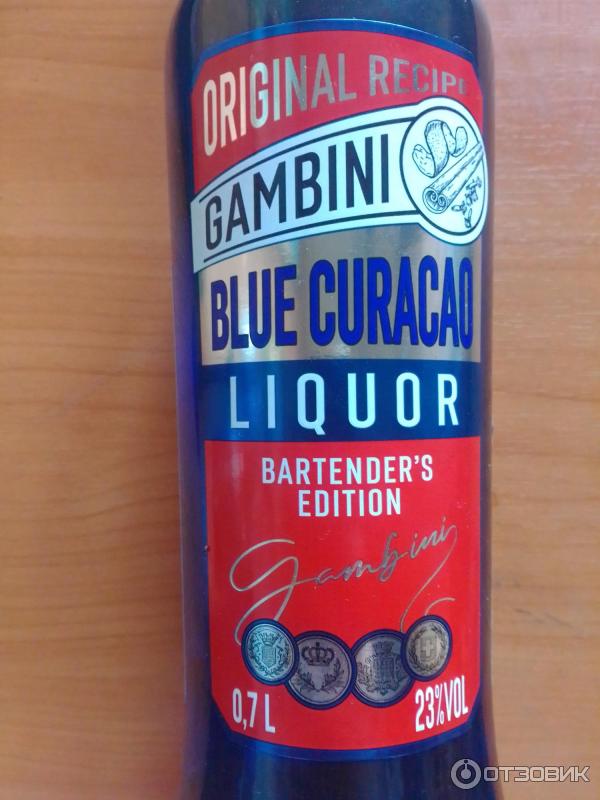 ORIGINAL RECIPE
GAMBINI
BLUE CURACAO
LIQUOR
BARTENDER'S
EDITION
Gambini
0,7 L
23%VOL
ОТЗОВИК